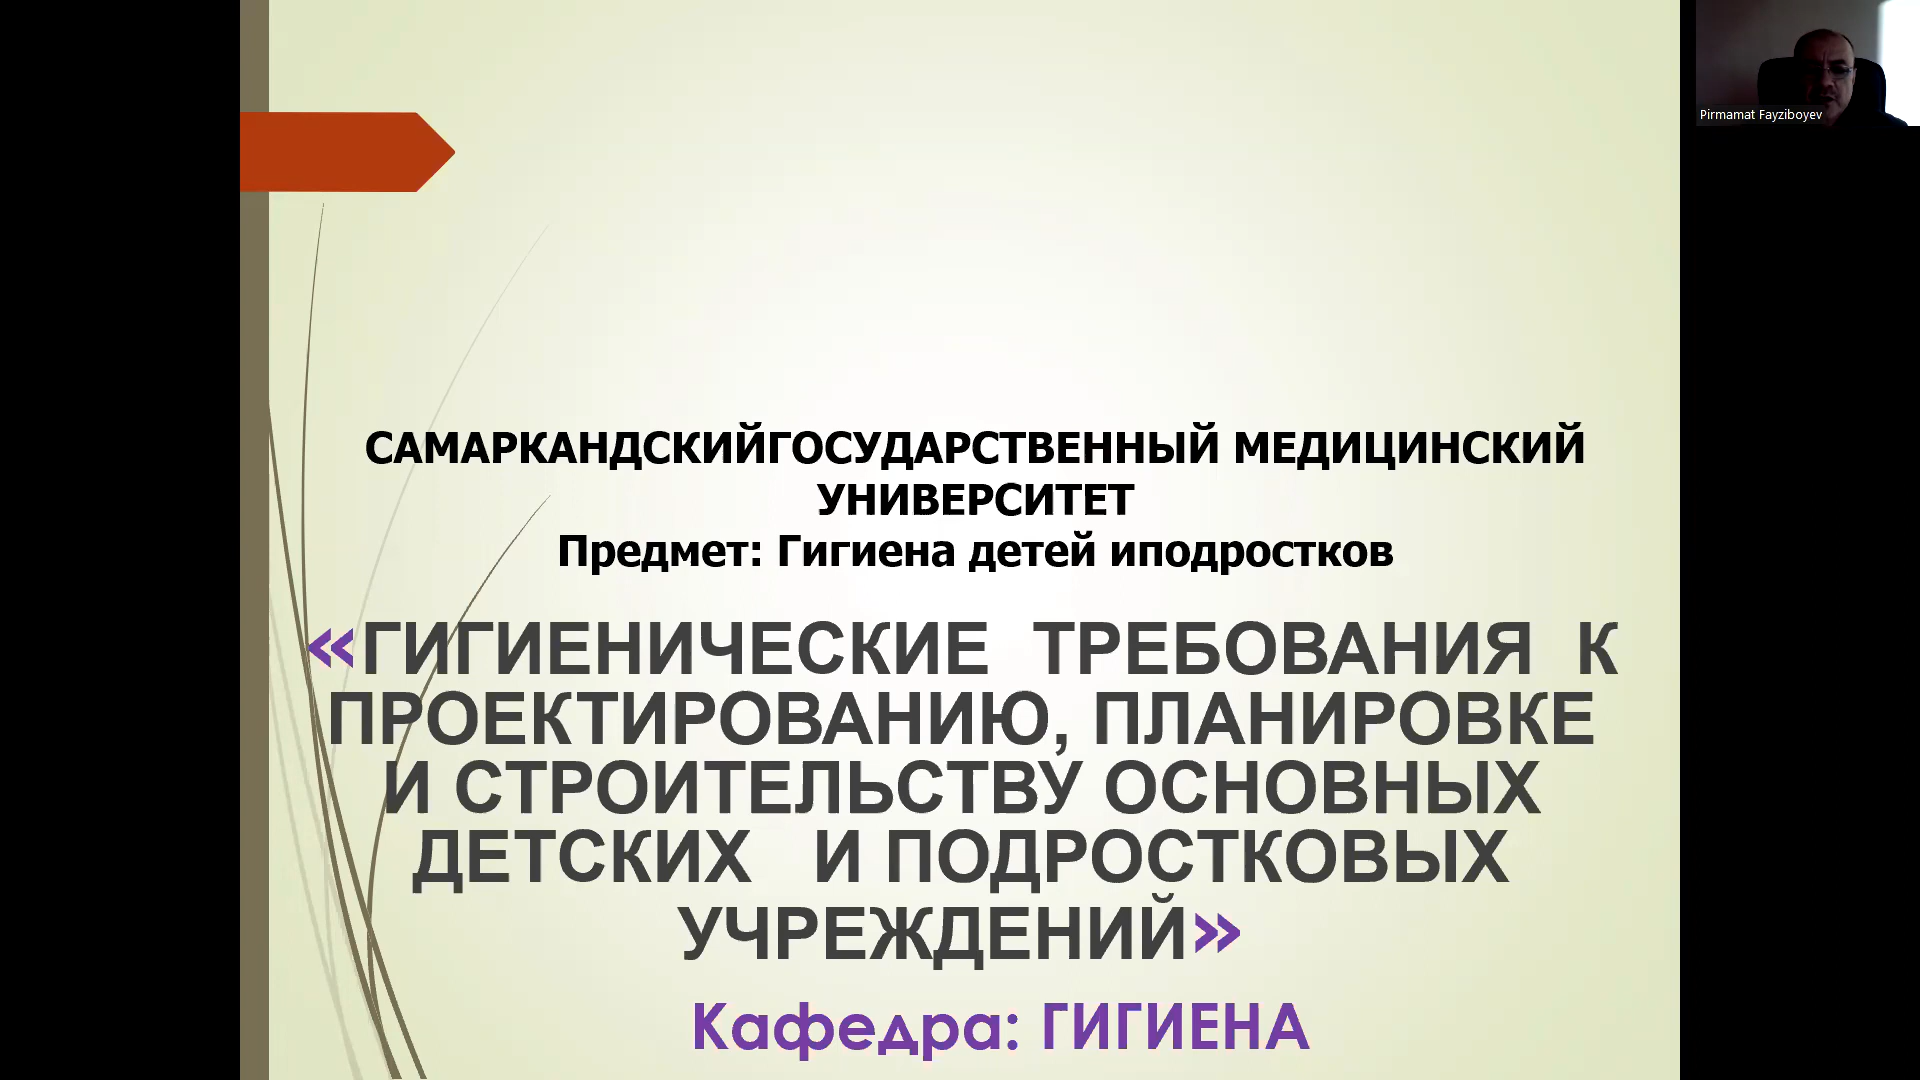 САМАРКАНДСКИЙГОСУДАРСТВЕННЫЙ МЕДИЦИНСКИЙ
УНИВЕРСИТЕТ
Предмет: Гигиена детей иподростков
«ГИГИЕНИЧЕСКИЕ ТРЕБОВАНИЯ К
ПРОЕКТИРОВАНИЮ, ПЛАНИРОВКЕ
И СТРОИТЕЛЬСТВУ ОСНОВНЫХ
ДЕТСКИХ И ПОДРОСТКОВЫХ
УЧРЕЖДЕНИЙ»
Кафедра: ГИГИЕНА
Pirmamat Fayziboyev